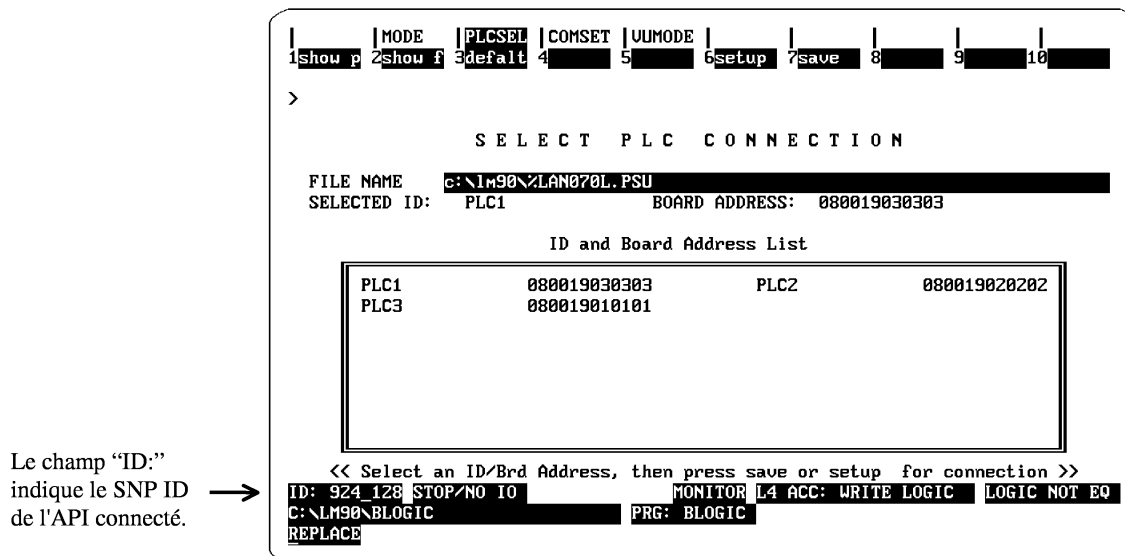 |        |MODE    |PLCSEL |COMSET |VUMODE |        |        |        |        |
1show p 2show f 3defalt 4 5 6setup 7save 8 9 10
>
S E L E C T   P L C   C O N N E C T I O N
FILE NAME c:\lm90\%LAN070L.PSU
SELECTED ID: PLC1 BOARD ADDRESS: 080019030303
ID and Board Address List
PLC1 080019030303 PLC2 080019020202
PLC3 080019010101
<< Select an ID/Brd Address, then press save or setup for connection >>
Le champ “ID:”
indique le SNP ID
de l'API connecté.
ID: 924_128 STOP/NO IO MONITOR L4 ACC: WRITE LOGIC LOGIC NOT EQ
C:\LM90\BLOGIC PRG: BLOGIC
REPLACE